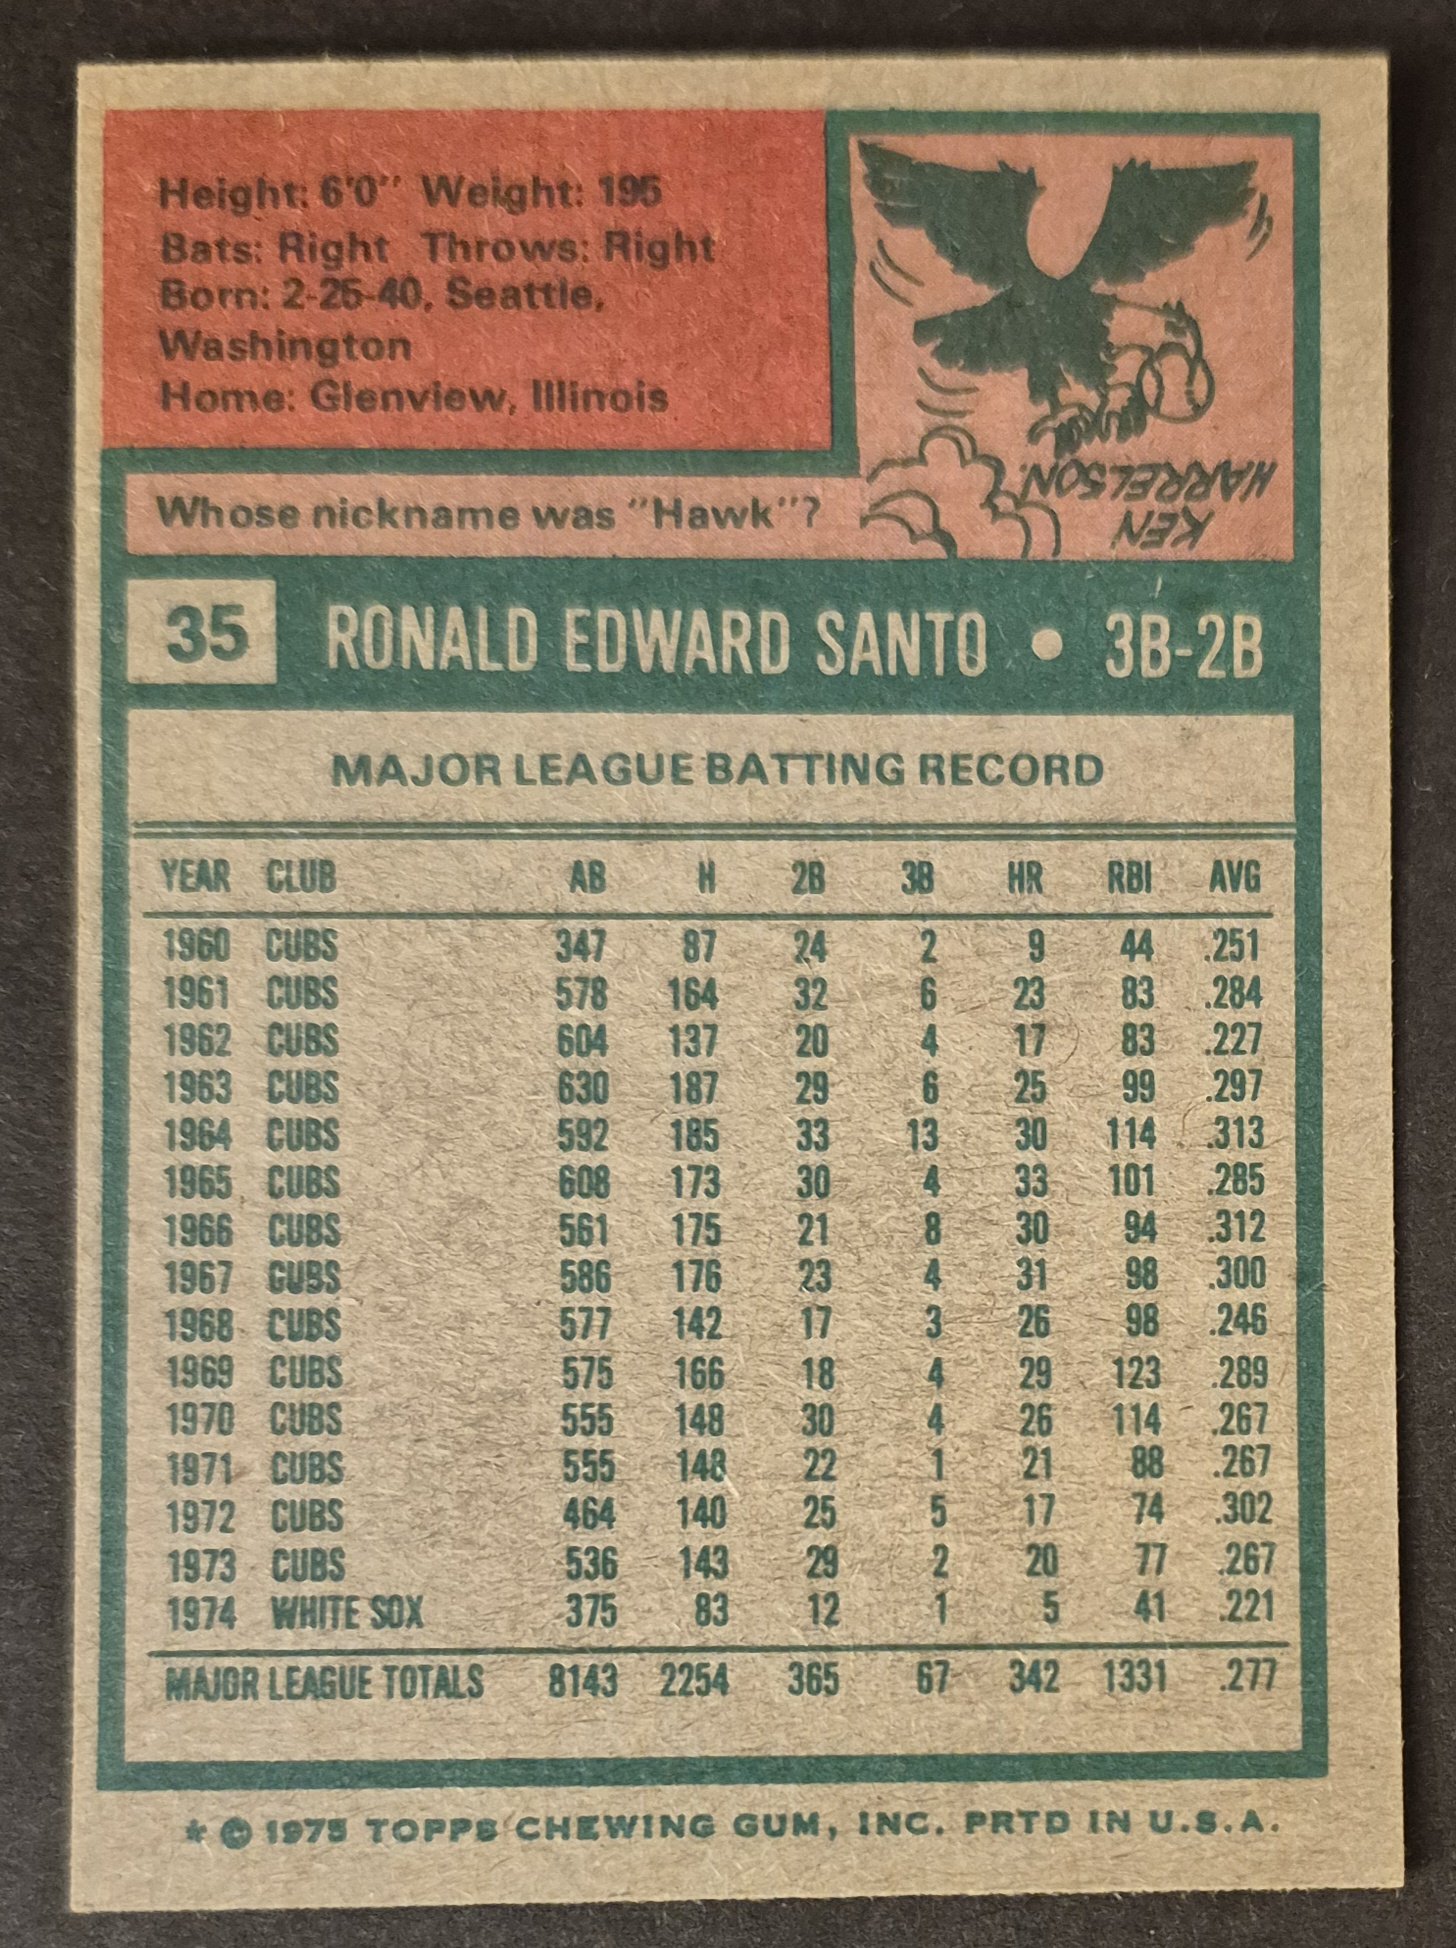 Height: 6'0" Weight: 195
Bats: Right Throws: Right
Born: 2-25-40, Seattle,
Washington
Home: Glenview, Illinois
Whose nickname was "Hawk"?
KEN
HARRELSON.
35 RONALD EDWARD SANTO • 3B-2B
MAJOR LEAGUE BATTING RECORD
YEAR CLUB AB H 2B 3B HR RBI AVG
1960 CUBS 347 87 24 2 9 44 .251
1961 CUBS 578 164 32 6 23 83 .284
1962 CUBS 604 137 20 4 17 83 .227
1963 CUBS 630 187 29 6 25 99 .297
1964 CUBS 592 185 33 13 30 114 .313
1965 CUBS 608 173 30 4 33 101 .285
1966 CUBS 561 175 21 8 30 94 .312
1967 CUBS 586 176 23 4 31 98 .300
1968 CUBS 577 142 17 3 26 98 .246
1969 CUBS 575 166 18 4 29 123 .289
1970 CUBS 555 148 30 4 26 114 .267
1971 CUBS 555 148 22 1 21 88 .267
1972 CUBS 464 140 25 5 17 74 .302
1973 CUBS 536 143 29 2 20 77 .267
1974 WHITE SOX 375 83 12 1 5 41 .221
MAJOR LEAGUE TOTALS 8143 2254 365 67 342 1331 .277
* © 1975 TOPPS CHEWING GUM, INC. PRTD IN U.S.A.